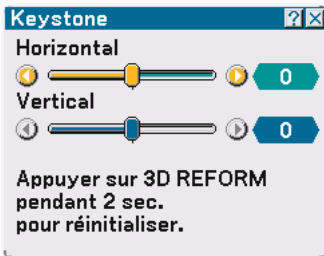 Keystone ? X
Horizontal
0
Vertical
0
Appuyer sur 3D REFORM
pendant 2 sec.
pour réinitialiser.